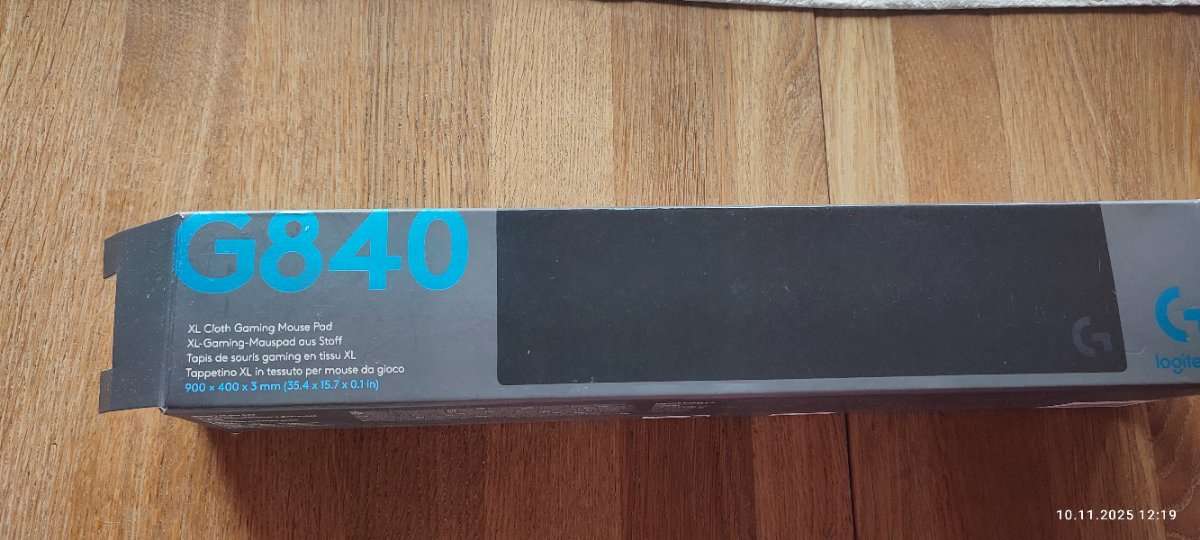 G840
XL Cloth Gaming Mouse Pad
XL-Gaming-Mauspad aus Stoff
Tapis de souris gaming en tissu XL
Tappetino XL in tessuto per mouse da gioco
900 x 400 x 3 mm (35.4 x 15.7 x 0.1 in)
G
G
logite
10.11.2025 12:19